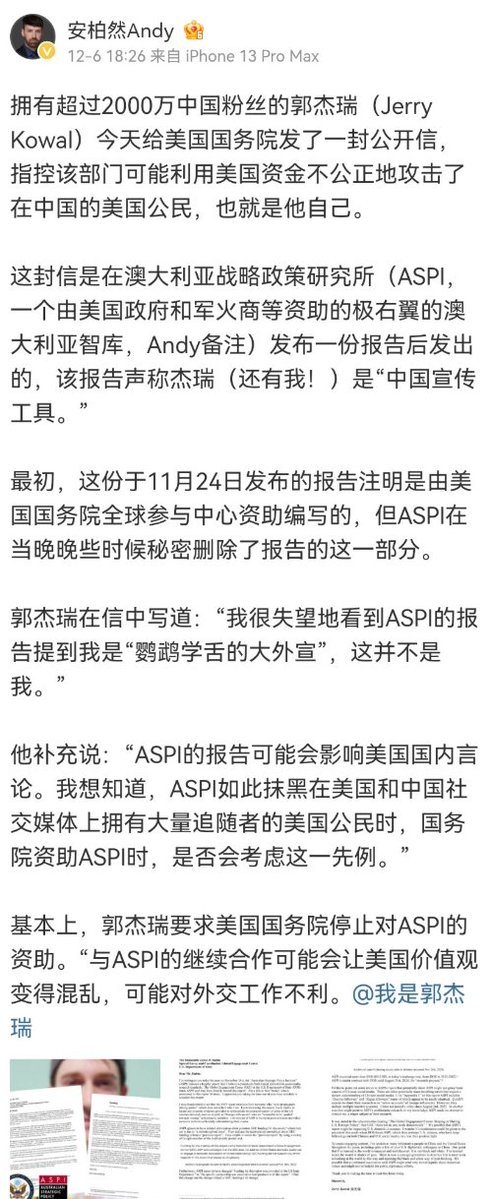 安柏然Andy
12-6 18:26 来自 iPhone 13 Pro Max
拥有超过2000万中国粉丝的郭杰瑞（Jerry
Kowal）今天给美国国务院发了一封公开信，
指控该部门可能利用美国资金不公正地攻击了
在中国的美国公民，也就是他自己。
这封信是在澳大利亚战略政策研究所（ASPI，
一个由美国政府和军火商等资助的极右翼的澳
大利亚智库，Andy备注）发布一份报告后发出
的，该报告声称杰瑞（还有我！）是“中国宣传
工具。”
最初，这份于11月24日发布的报告注明是由美
国国务院全球参与中心资助编写的，但ASPI在
当晚晚些时候秘密删除了报告的这一部分。
郭杰瑞在信中写道：“我很失望地看到ASPI的报
告提到我是“鹦鹉学舌的大外宣”，这并不是
我。”
他补充说：“ASPI的报告可能会影响美国国内言
论。我想知道，ASPI如此抹黑在美国和中国社
交媒体上拥有大量追随者的美国公民时，国务
院资助ASPI时，是否会考虑这一先例。”
基本上，郭杰瑞要求美国国务院停止对ASPI的
资助。“与ASPI的继续合作可能会让美国价值观
变得混乱，可能对外交工作不利。@我是郭杰
瑞
ASPI
AUSTRALIAN
STRATEGIC
POLICY